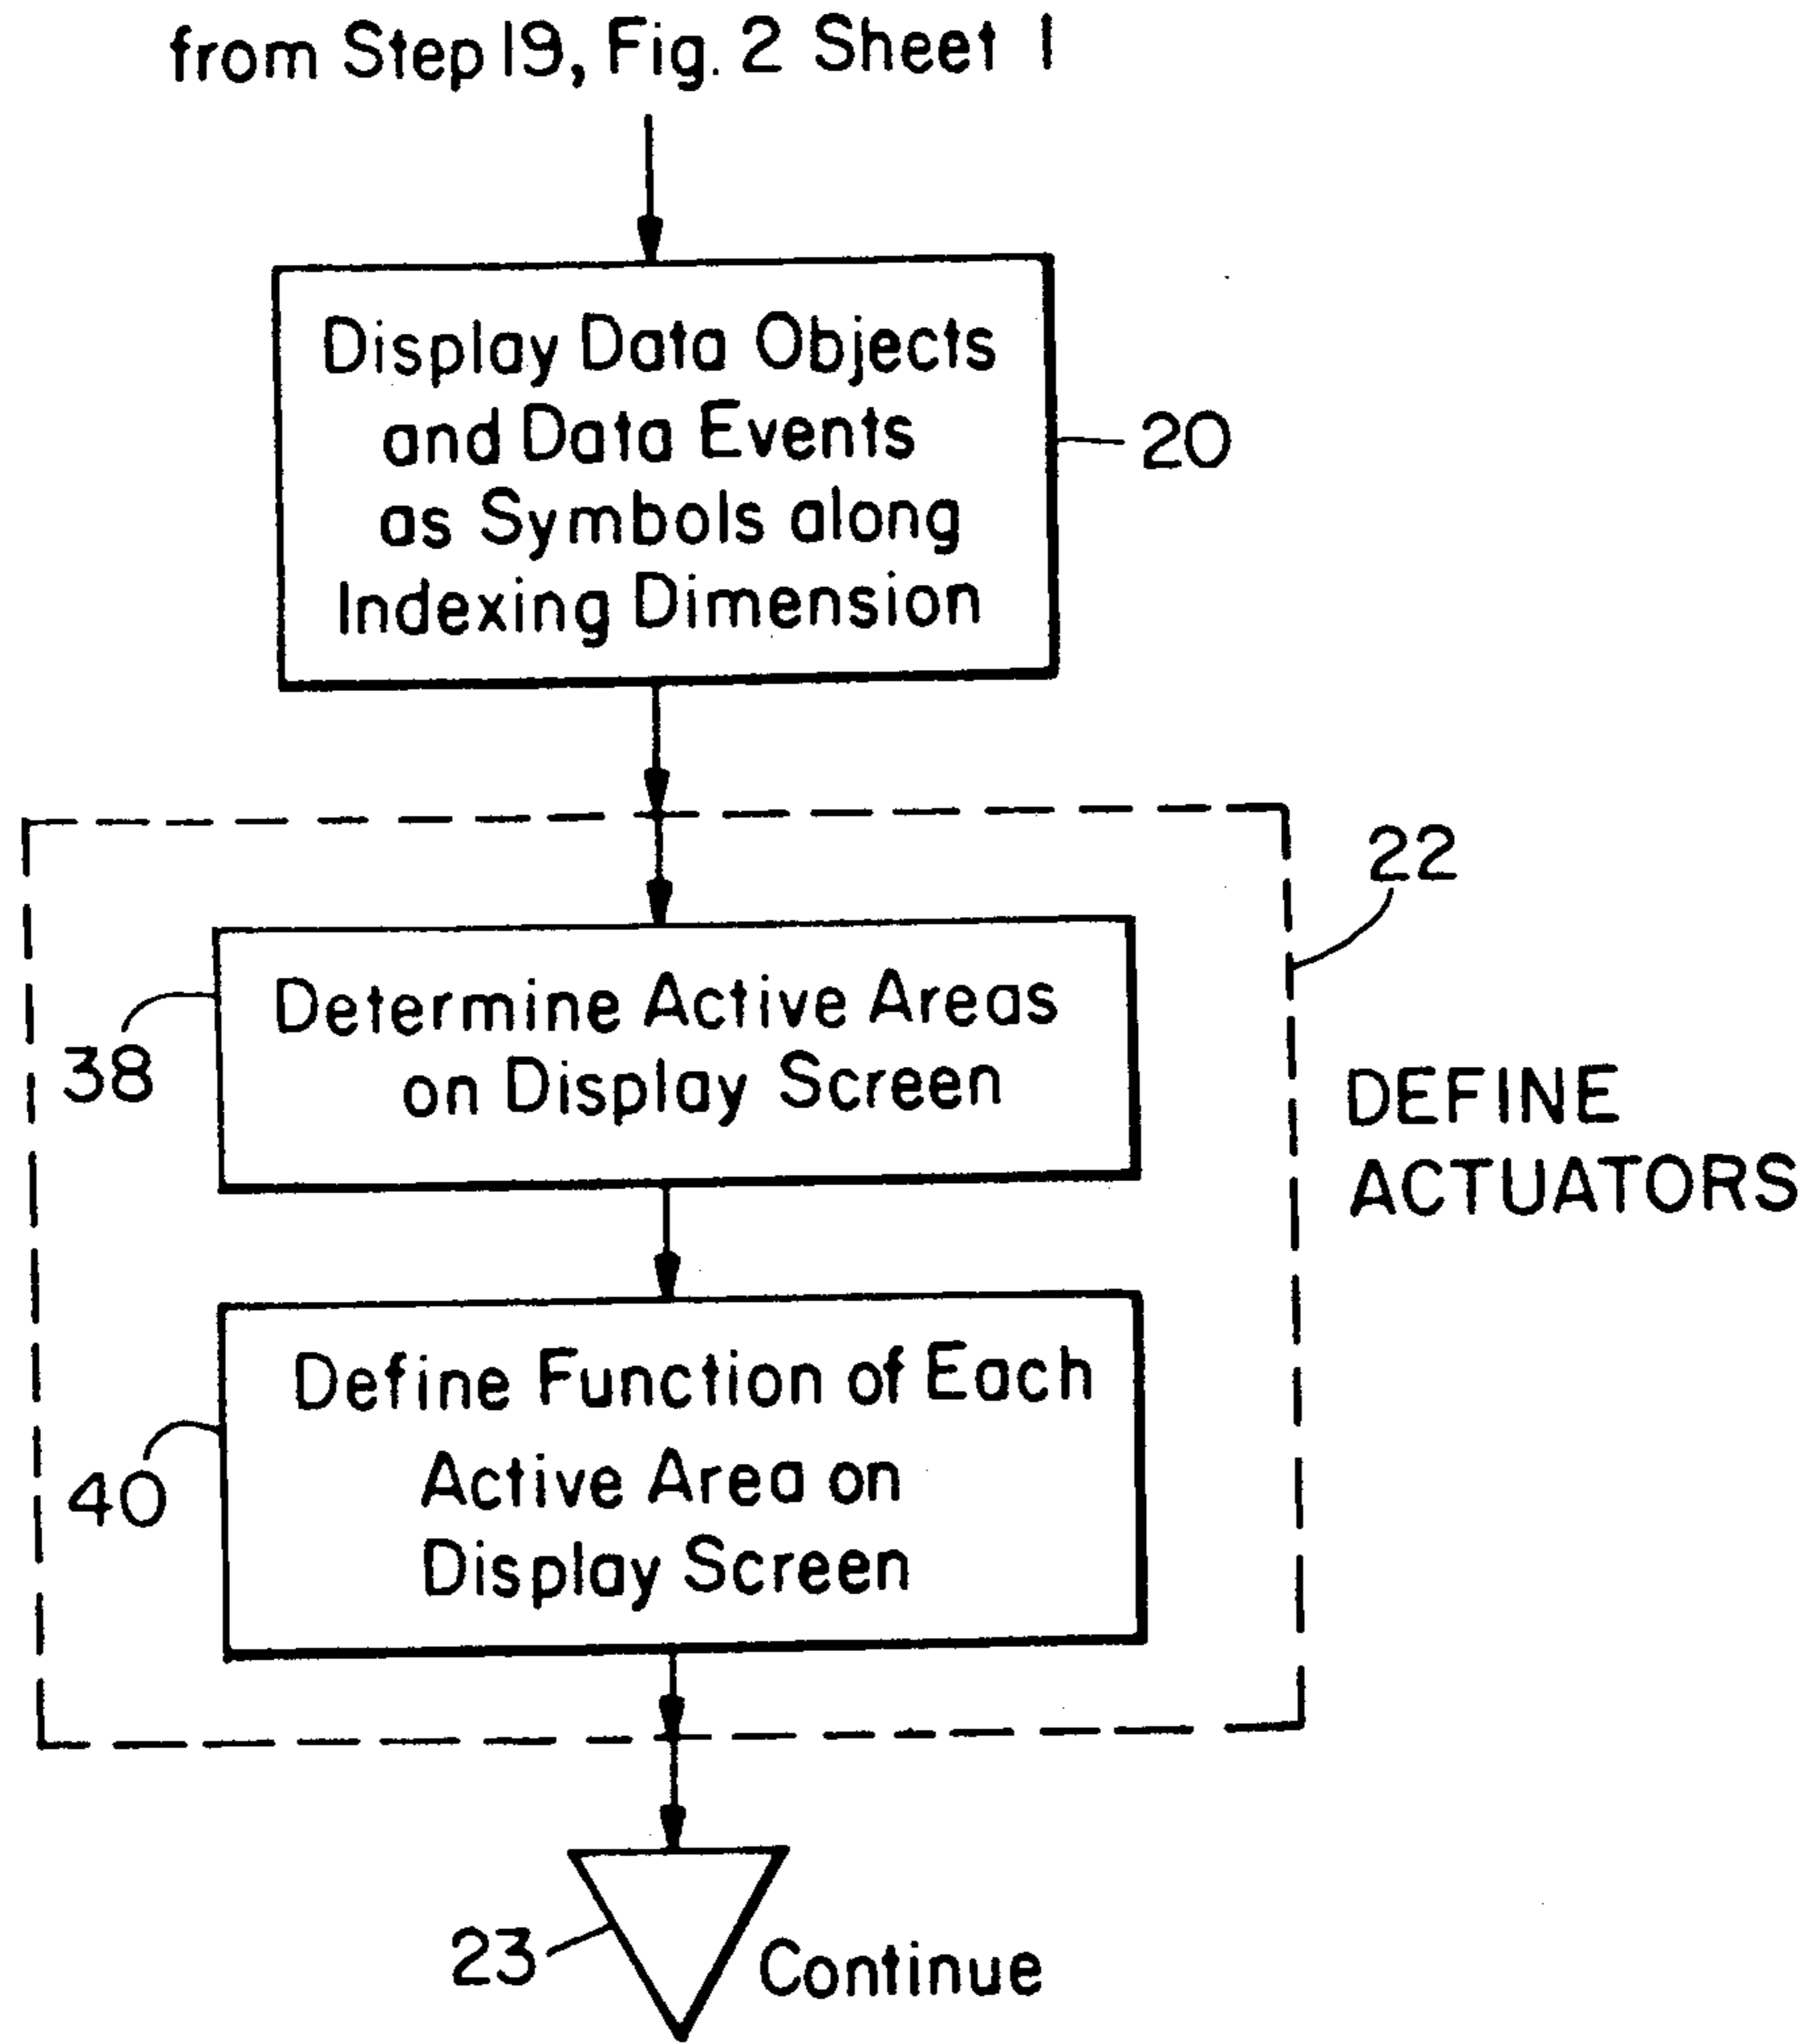 from Step 19, Fig. 2 Sheet 1
Display Data Objects
and Data Events
as Symbols along
Indexing Dimension
20
22
Determine Active Areas
on Display Screen
38
DEFINE
ACTUATORS
Define Function of Each
Active Area on
Display Screen
40
23
Continue